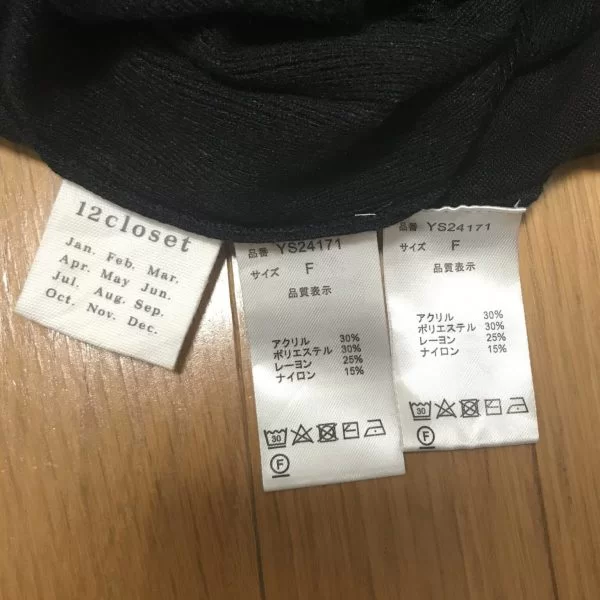 12closet
Jan. Feb. Mar.
Apr. May Jun.
Jul. Aug. Sep.
Oct. Nov. Dec.
品番 YS24171
サイズ F
品質表示
アクリル 30%
ポリエステル 30%
レーヨン 25%
ナイロン 15%
30
F
品番 YS24171
サイズ F
品質表示
アクリル 30%
ポリエステル 30%
レーヨン 25%
ナイロン 15%
30
F